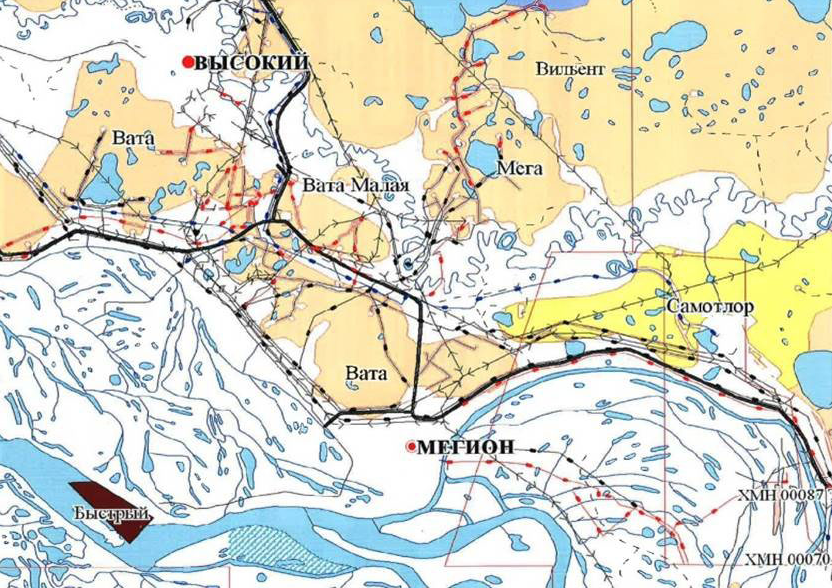 ВЫСОКИЙ
Вильент
Вата
Мега
Вата Малая
Самотлор
Вата
МЕГИОН
ХМН 00087
Быстрый
ХМН 00070